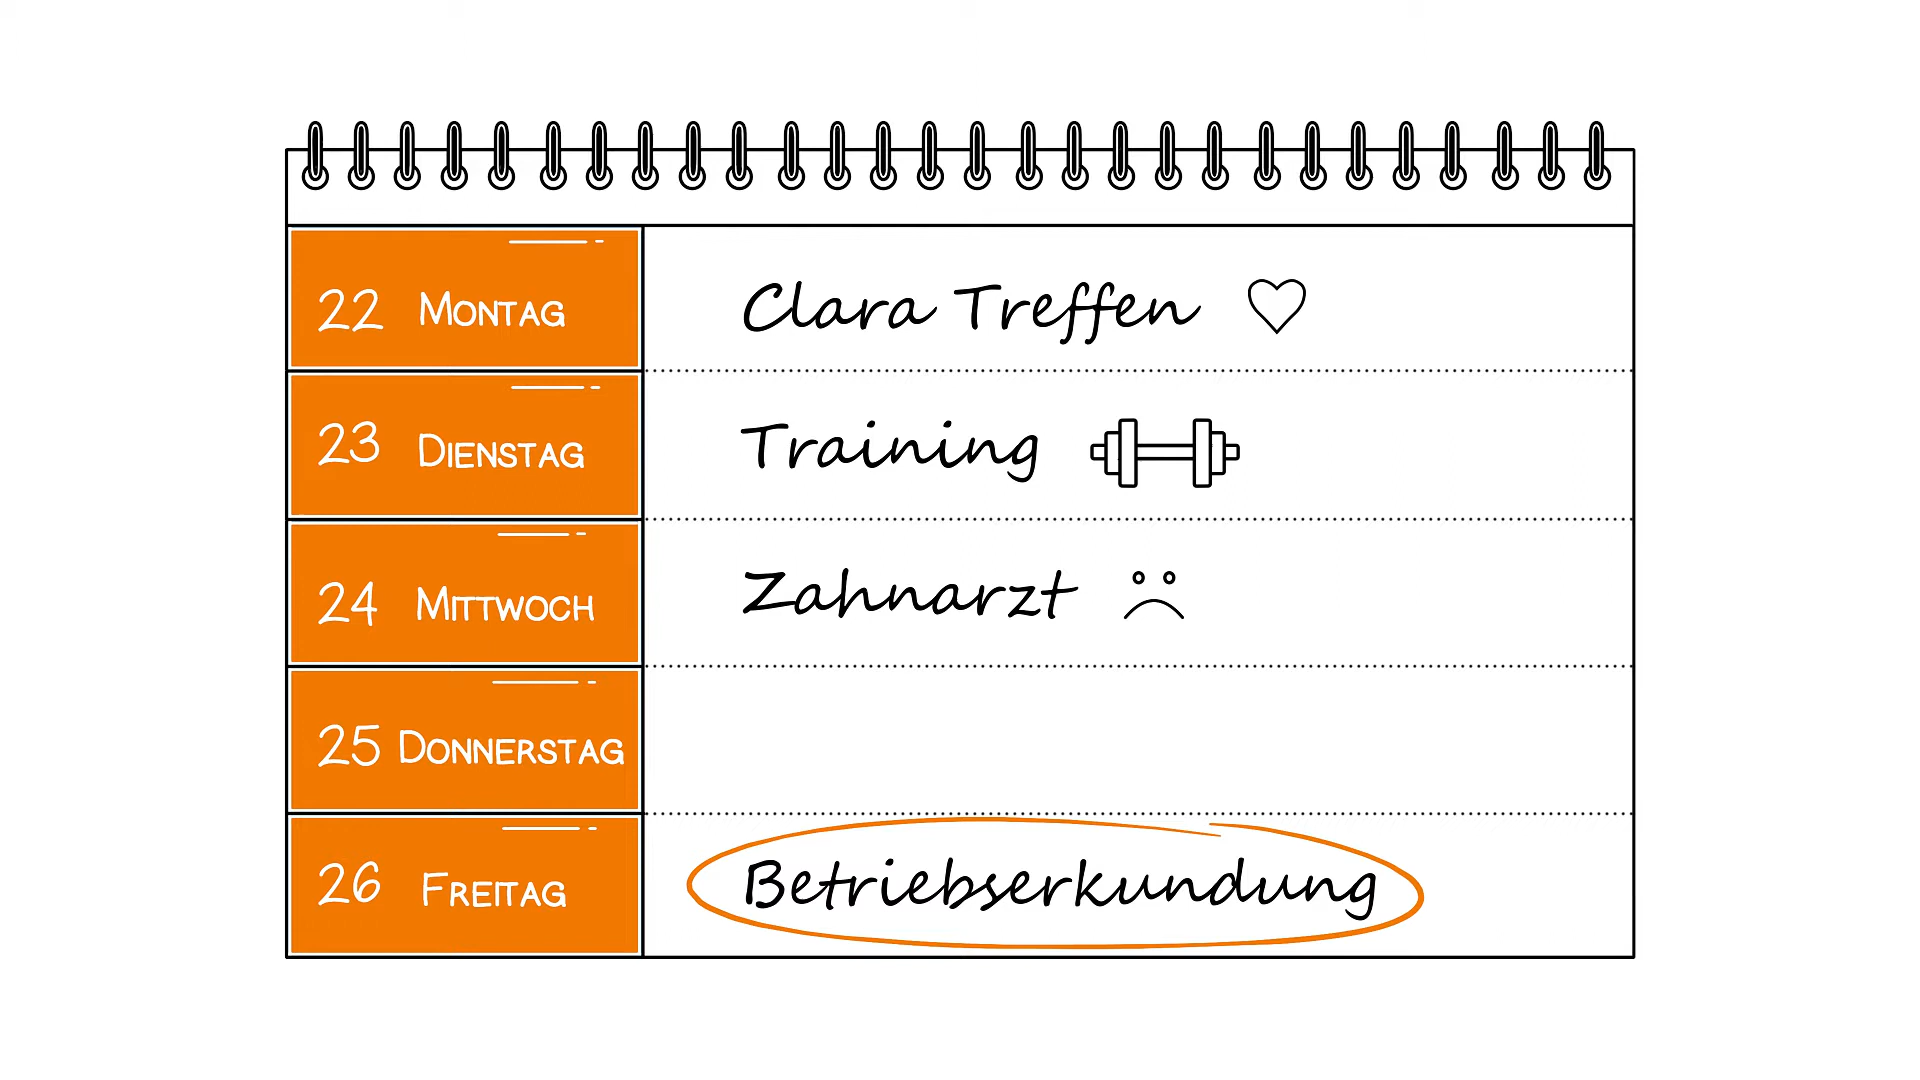 22 Montag Clara Treffen
23 Dienstag Training
24 Mittwoch Zahnarzt
25 Donnerstag
26 Freitag Betriebserkundung